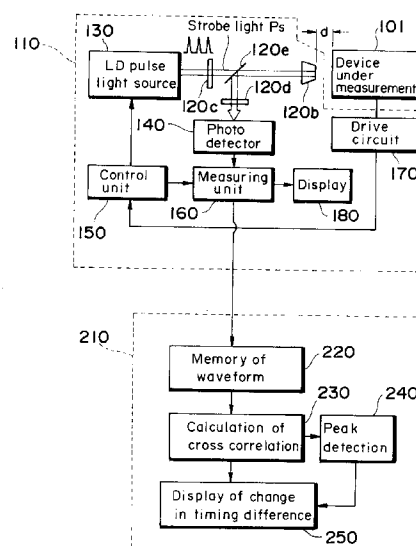 110
130
Strobe light Ps
120e
d
101
LD pulse
light source
120c
120d
120b
Device
under
measurement
140
Photo
detector
Drive
circuit
170
Control
unit
Measuring
unit
Display
150
160
180
210
Memory of
waveform
220
230
240
Calculation of
cross correlation
Peak
detection
Display of change
in timing difference
250